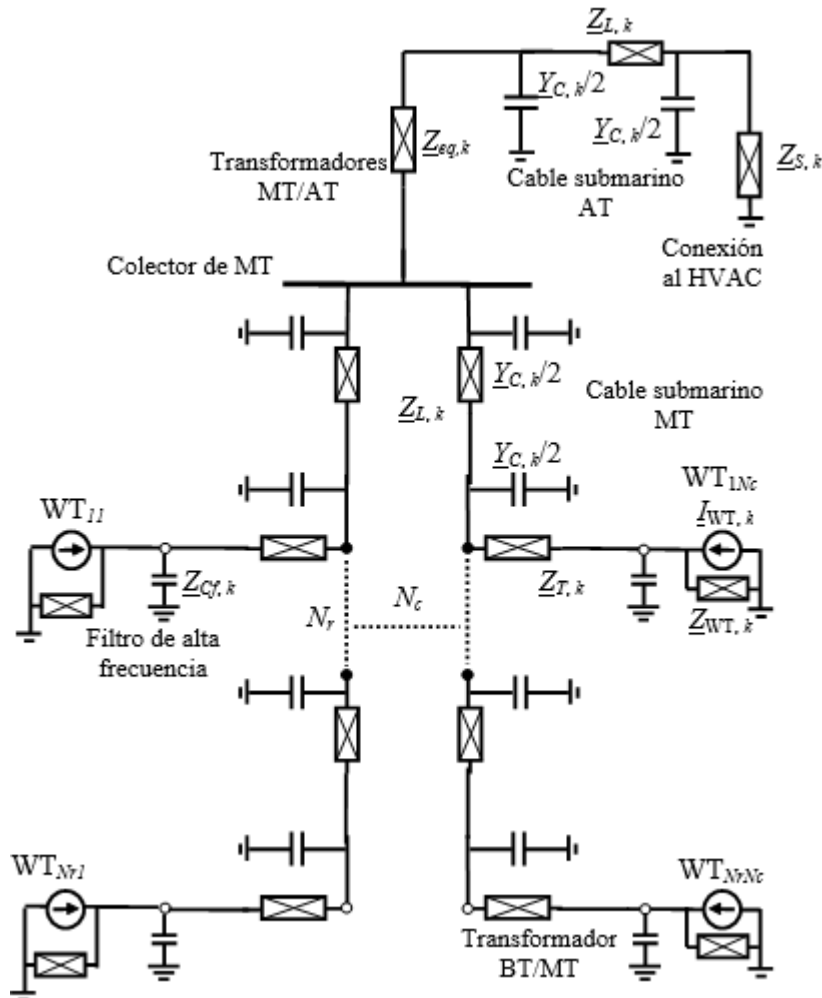 Z_L, k
Y_C, k/2
Y_C, k/2
Z_eq,k
Z_S, k
Transformadores
MT/AT
Cable submarino
AT
Conexión
al HVAC
Colector de MT
Y_C, k/2
Z_L, k
Cable submarino
MT
Y_C, k/2
WT_11
WT_1Nc
I_WT, k
Z_Cf, k
Z_T, k
Z_WT, k
N_r
N_c
Filtro de alta
frecuencia
WT_Nr1
WT_NrNc
Transformador
BT/MT